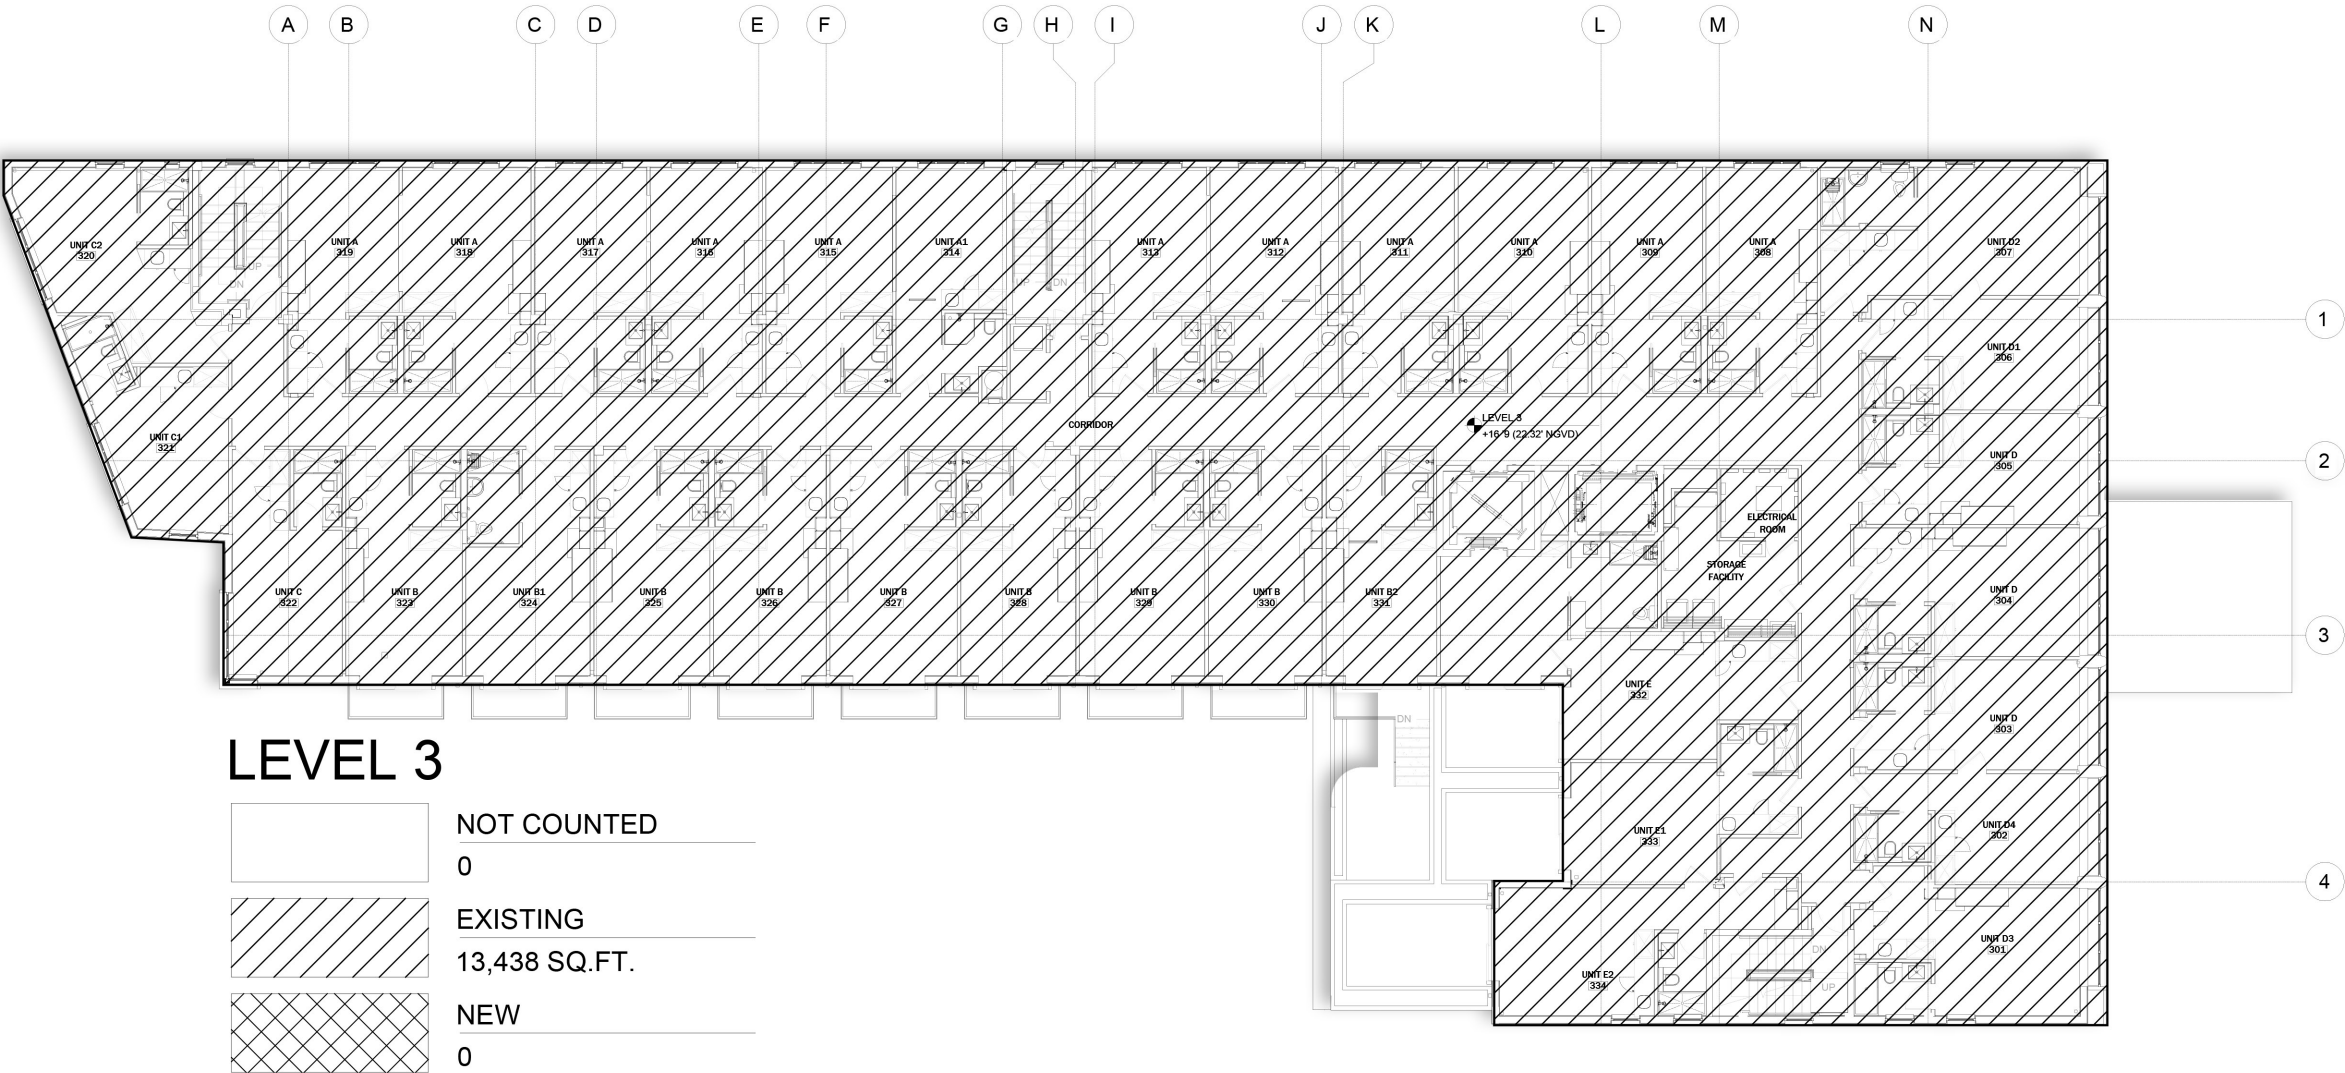 A B C D E F G H I J K L M N
UNIT C2
320
UNIT A
319
UNIT A
318
UNIT A
317
UNIT A
316
UNIT A
315
UNIT A1
314
UNIT A
313
UNIT A
312
UNIT A
311
UNIT A
310
UNIT A
309
UNIT A
308
UNIT D2
307
UP
DN
UP
DN
1
UNIT D1
306
UNIT C1
321
CORRIDOR
LEVEL 3
+16'9 (22.32' NGVD)
UNIT D
305
2
ELECTRICAL
ROOM
STORAGE
FACILITY
UNIT C
322
UNIT B
323
UNIT B1
324
UNIT B
325
UNIT B
326
UNIT B
327
UNIT B
328
UNIT B
329
UNIT B
330
UNIT B2
331
UNIT D
304
3
UNIT E
332
DN
UNIT D
303
UNIT E1
333
UNIT D4
302
4
UNIT E2
334
DN
UP
UNIT D3
301
LEVEL 3
NOT COUNTED
0
EXISTING
13,438 SQ.FT.
NEW
0